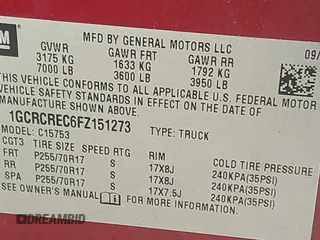 GM
MFD BY GENERAL MOTORS LLC 09/
GVWR GAWR FRT GAWR RR
3175 KG 1633 KG 1792 KG
7000 LB 3600 LB 3950 LB
THIS VEHICLE CONFORMS TO ALL APPLICABLE U.S. FEDERAL
VEHICLE SAFETY STANDARDS IN EFFECT ON THE DATE OF
MANUFACTURE SHOWN ABOVE.
1GCRCREC6FZ151273 TYPE: TRUCK
MODEL: C15753
CGT3 TIRE SIZE SPEED RTG RIM COLD TIRE PRESSURE
FRT P255/70R17 S 17X8J 240KPA(35PSI)
RR P255/70R17 S 17X8J 240KPA(35PSI)
SPA P255/70R17 S 17X7.5J 240KPA(35PSI)
SEE OWNER'S MANUAL FOR MORE INFORMATION.
DREAMBID